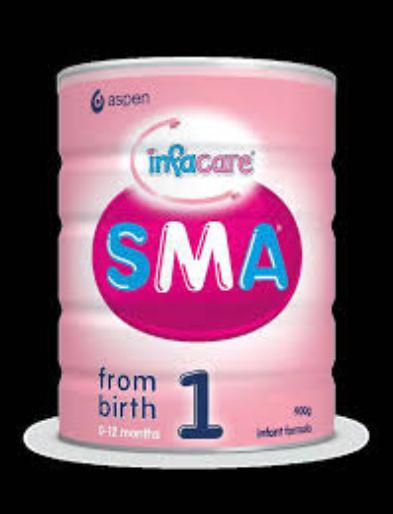 aspen
infacare®
SMA®
from
birth 1
0-12 months
900g
infant formula